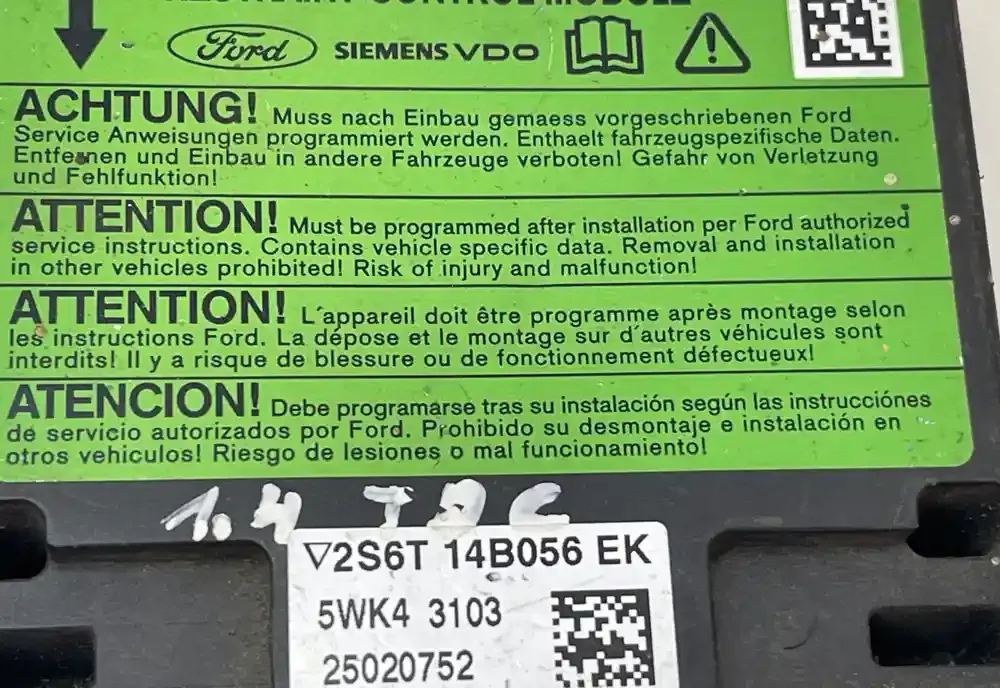 RESTRAINT CONTROL MODULE
Ford SIEMENS VDO
ACHTUNG! Muss nach Einbau gemaess vorgeschriebenen Ford
Service Anweisungen programmiert werden. Enthaelt fahrzeugspezifische Daten.
Entfernen und Einbau in andere Fahrzeuge verboten! Gefahr von Verletzung
und Fehlfunktion!
ATTENTION! Must be programmed after installation per Ford authorized
service instructions. Contains vehicle specific data. Removal and installation
in other vehicles prohibited! Risk of injury and malfunction!
ATTENTION! L'appareil doit être programme après montage selon
les instructions Ford. La dépose et le montage sur d'autres véhicules sont
interdits! Il y a risque de blessure ou de fonctionnement défectueux!
ATENCION! Debe programarse tras su instalación según las instrucciónes
de servicio autorizados por Ford. Prohibido su desmontaje e instalación en
otros vehiculos! Riesgo de lesiones o mal funcionamiento!
1.4
2S6T 14B056 EK
5WK4 3103
25020752